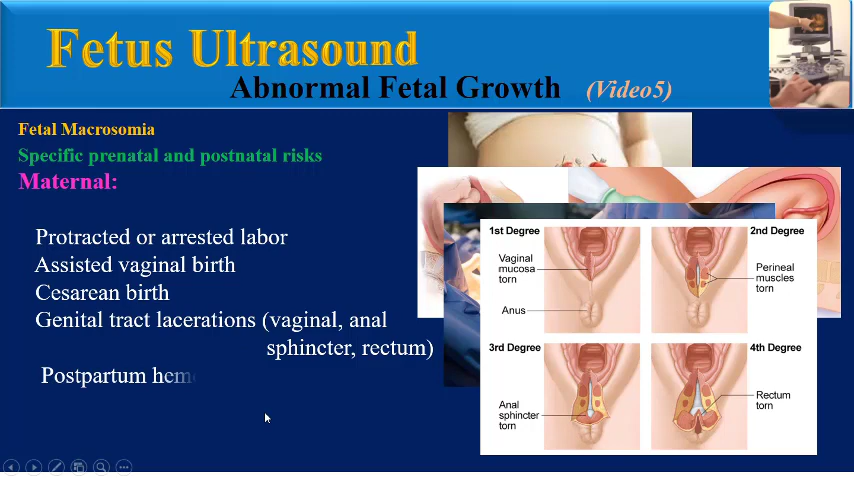 Fetus Ultrasound
Abnormal Fetal Growth (Video5)
Fetal Macrosomia
Specific prenatal and postnatal risks
Maternal:
Protracted or arrested labor
Assisted vaginal birth
Cesarean birth
Genital tract lacerations (vaginal, anal
sphincter, rectum)
Postpartum hem
1st Degree
Vaginal
mucosa
torn
Anus
2nd Degree
Perineal
muscles
torn
3rd Degree
Anal
sphincter
torn
4th Degree
Rectum
torn